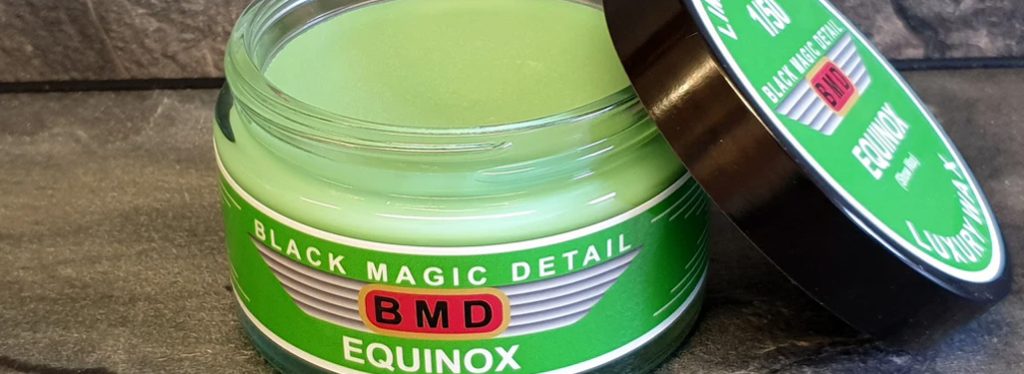 BLACK MAGIC DETAIL
BMD
EQUINOX
1/50
BLACK MAGIC DETAIL
BMD
EQUINOX
LUXURY WAX